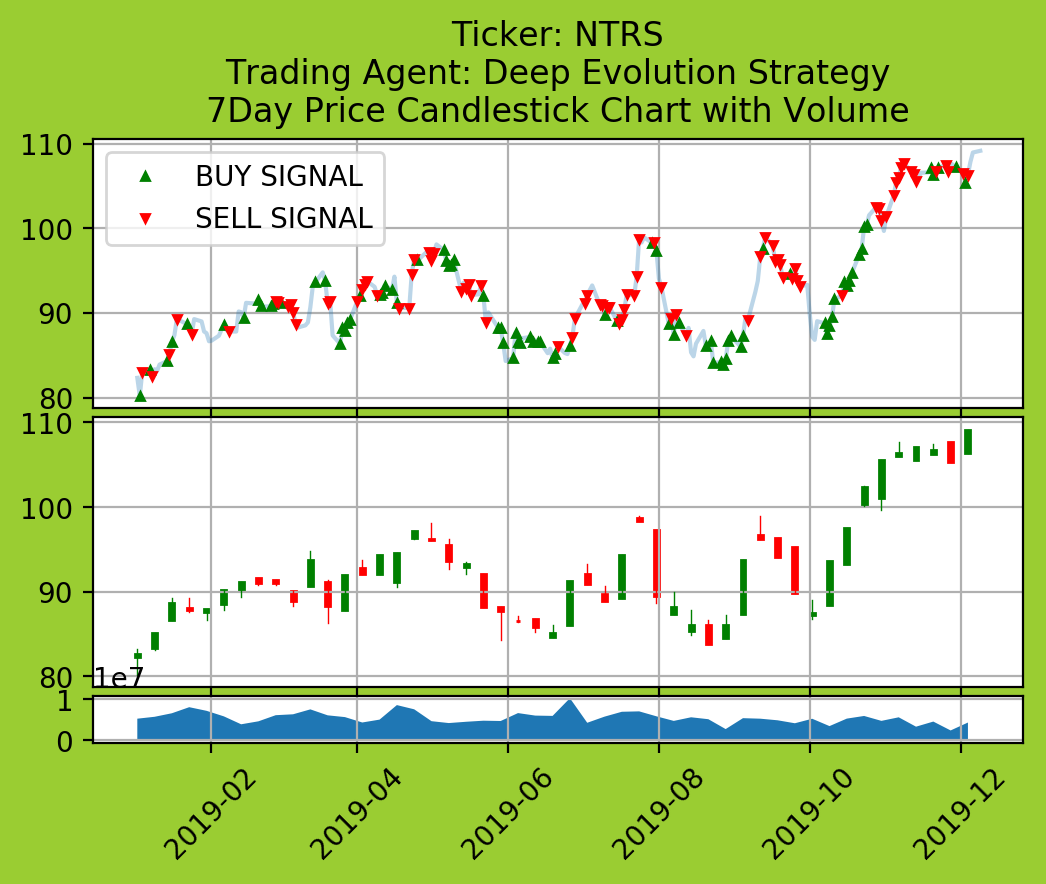 Ticker: NTRS
Trading Agent: Deep Evolution Strategy
7Day Price Candlestick Chart with Volume
110
BUY SIGNAL
SELL SIGNAL
100
90
80
110
100
90
80
1e7
1
0
2019-02
2019-04
2019-06
2019-08
2019-10
2019-12